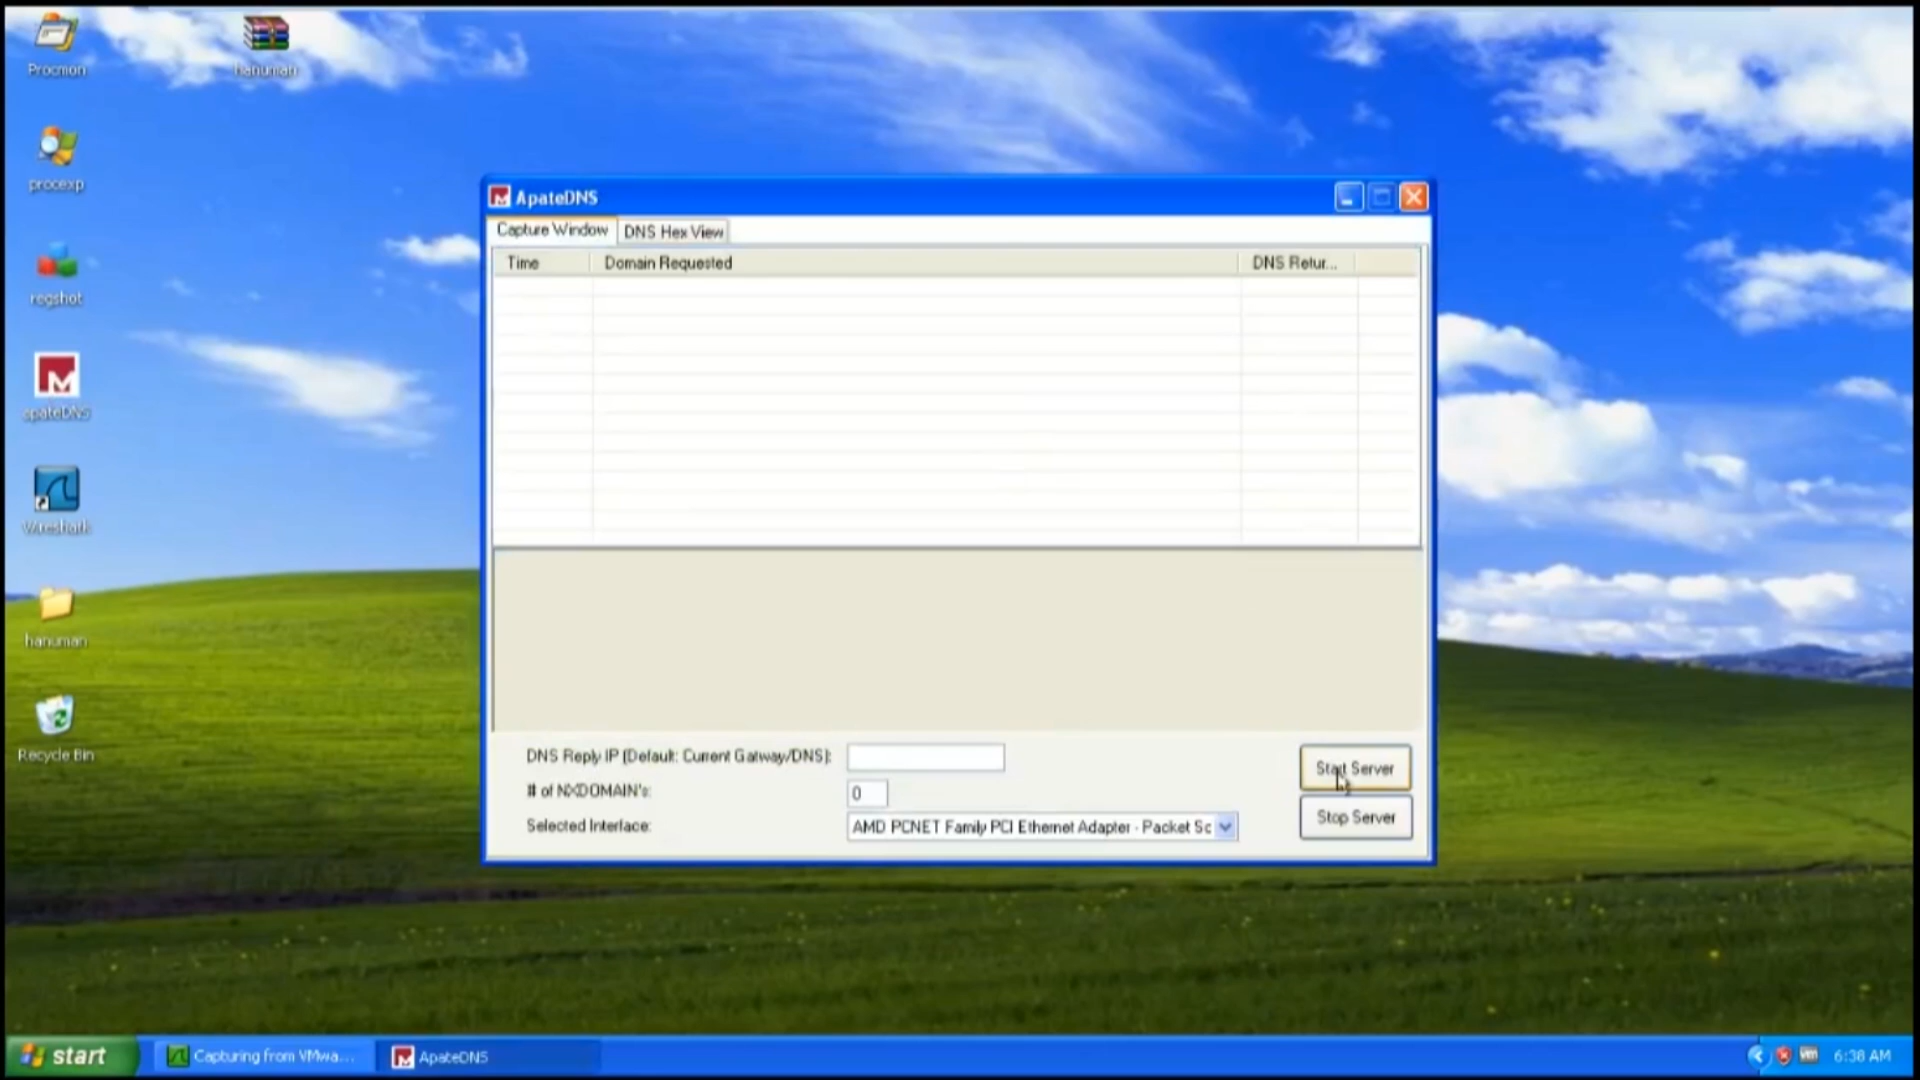 Procmon
hanuman
procexp
regshot
apateDNS
Wireshark
hanuman
Recycle Bin
ApateDNS
Capture Window
DNS Hex View
Time
Domain Requested
DNS Retur...
DNS Reply IP (Default: Current Gatway/DNS):
# of NXDOMAIN's:
0
Selected Interface:
AMD PCNET Family PCI Ethernet Adapter - Packet Sc
Start Server
Stop Server
start
Capturing from VMwa...
ApateDNS
vm
6:38 AM